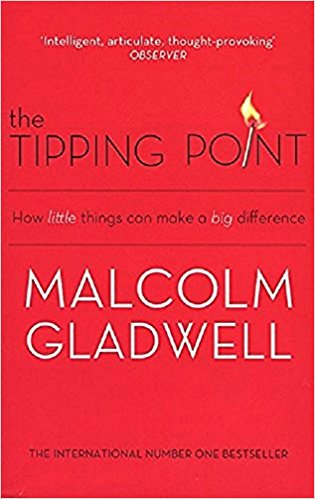 ‘Intelligent, articulate, thought-provoking’
OBSERVER
the
TIPPING POINT
How little things can make a big difference
MALCOLM
GLADWELL
THE INTERNATIONAL NUMBER ONE BESTSELLER